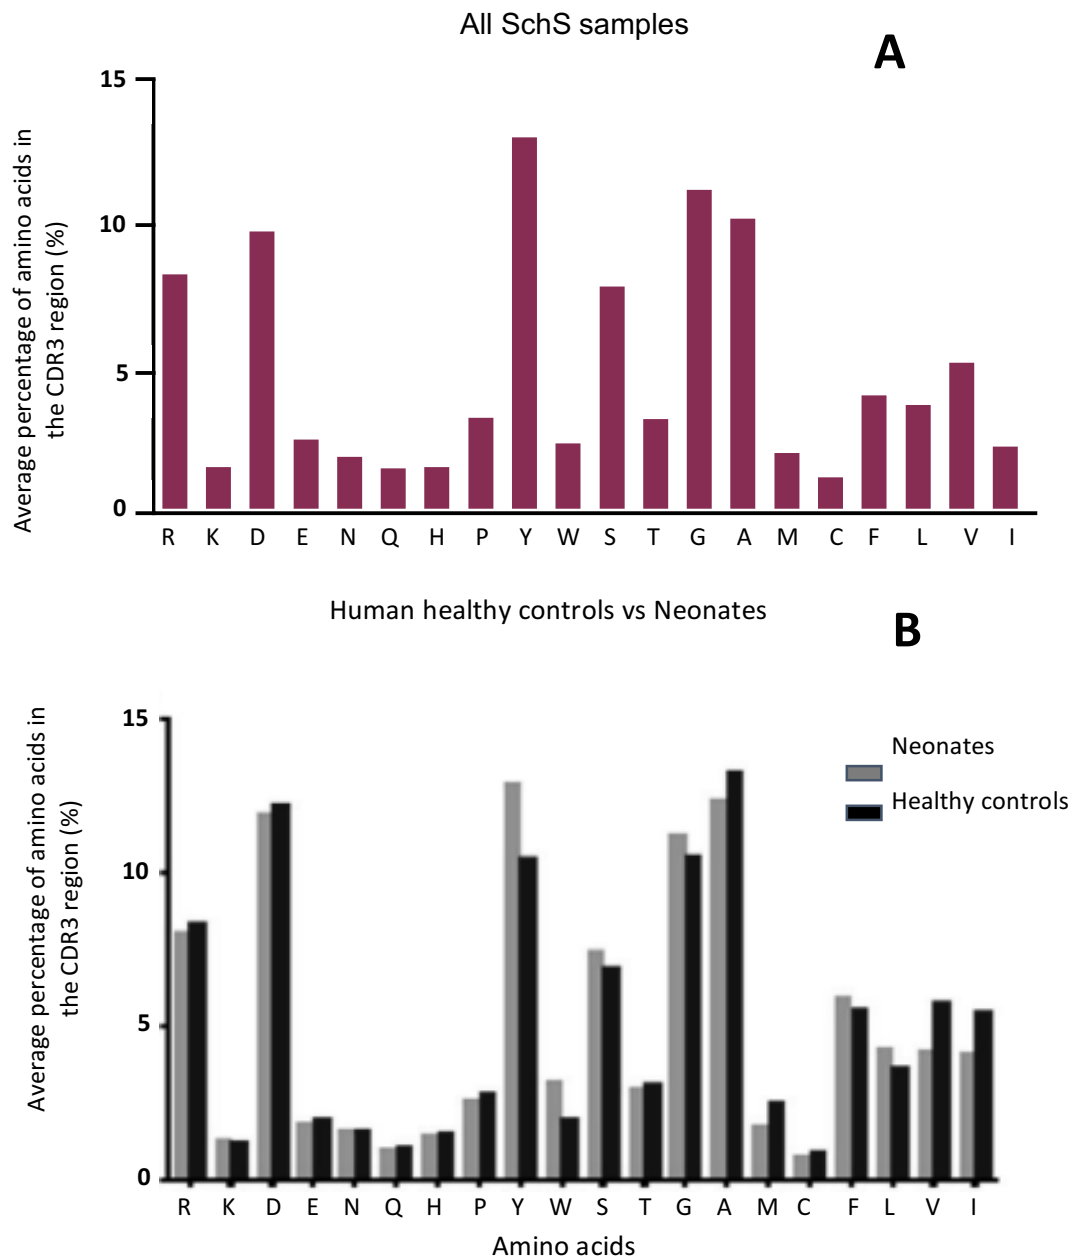 All SchS samples
A
Average percentage of amino acids in
the CDR3 region (%)
15
10
5
0
R K D E N Q H P Y W S T G A M C F L V I
Human healthy controls vs Neonates
B
Average percentage of amino acids in
the CDR3 region (%)
15
10
5
0
Neonates
Healthy controls
R K D E N Q H P Y W S T G A M C F L V I
Amino acids